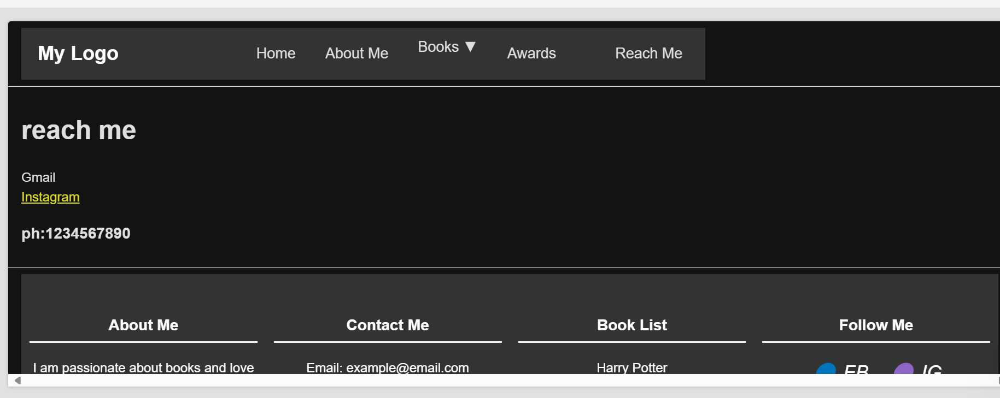 My Logo Home About Me Books ▼ Awards Reach Me
reach me
Gmail
Instagram
ph:1234567890
About Me Contact Me Book List Follow Me
I am passionate about books and love Email: example@email.com Harry Potter FB IG